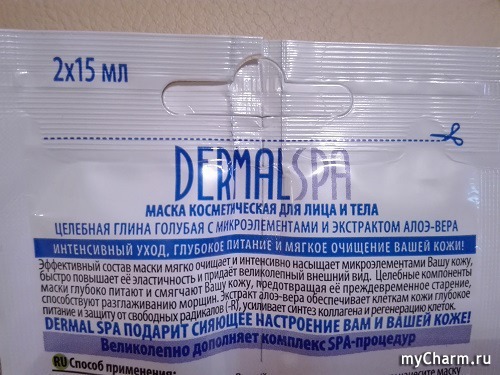 2x15 мл
DERMALSPA
МАСКА КОСМЕТИЧЕСКАЯ ДЛЯ ЛИЦА И ТЕЛА
ЦЕЛЕБНАЯ ГЛИНА ГОЛУБАЯ С МИКРОЭЛЕМЕНТАМИ И ЭКСТРАКТОМ АЛОЭ-ВЕРА
ИНТЕНСИВНЫЙ УХОД, ГЛУБОКОЕ ПИТАНИЕ И МЯГКОЕ ОЧИЩЕНИЕ ВАШЕЙ КОЖИ!
Эффективный состав маски мягко очищает и интенсивно насыщает микроэлементами Вашу кожу,
быстро повышает её эластичность и придаёт великолепный внешний вид. Целебные компоненты
маски глубоко питают и смягчают Вашу кожу, предотвращая её преждевременное старение,
способствуют разглаживанию морщин. Экстракт алоэ-вера обеспечивает клеткам кожи глубокое
питание и защиту от свободных радикалов (-R), усиливает синтез коллагена и регенерацию клеток.
DERMAL SPA ПОДАРИТ СИЯЮЩЕЕ НАСТРОЕНИЕ ВАМ И ВАШЕЙ КОЖЕ!
Великолепно дополняет комплекс SPA-процедур
RU Способ применения:
нанесите маску
myCharm.ru